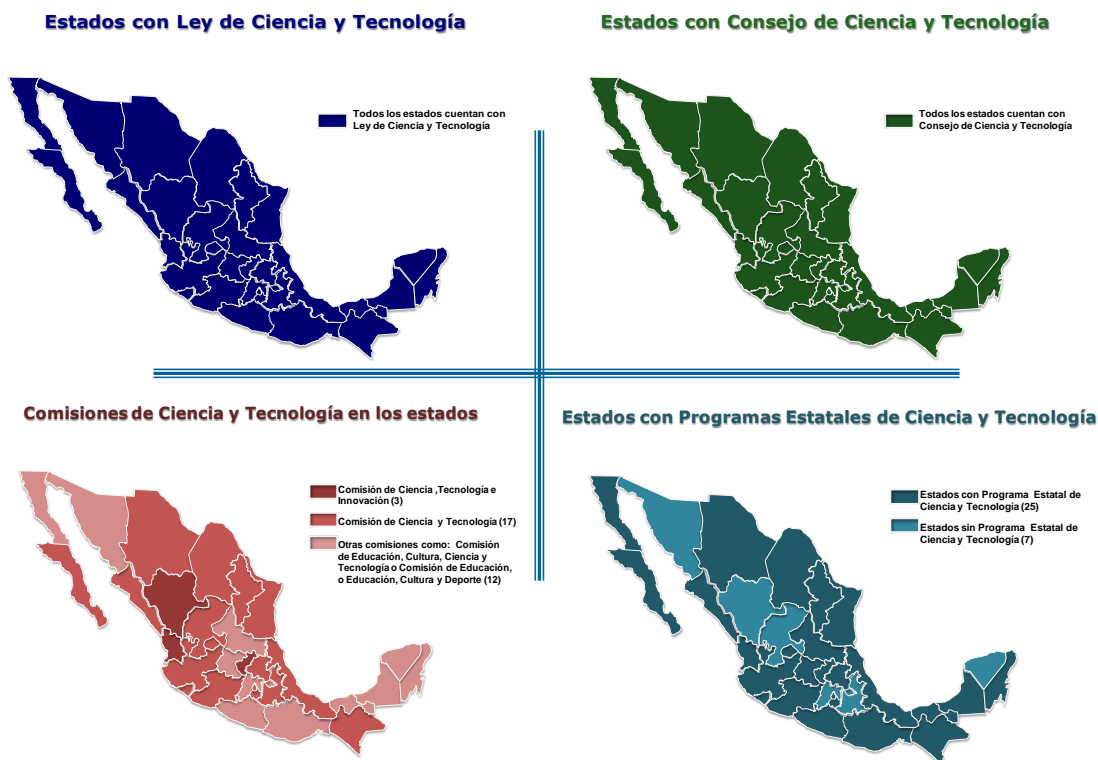 Estados con Ley de Ciencia y Tecnología
Todos los estados cuentan con
Ley de Ciencia y Tecnología
Estados con Consejo de Ciencia y Tecnología
Todos los estados cuentan con
Consejo de Ciencia y Tecnología
Comisiones de Ciencia y Tecnología en los estados
Comisión de Ciencia ,Tecnología e
Innovación (3)
Comisión de Ciencia y Tecnología (17)
Otras comisiones como: Comisión
de Educación, Cultura, Ciencia y
Tecnología o Comisión de Educación,
o Educación, Cultura y Deporte (12)
Estados con Programas Estatales de Ciencia y Tecnología
Estados con Programa Estatal de
Ciencia y Tecnología (25)
Estados sin Programa Estatal de
Ciencia y Tecnología (7)